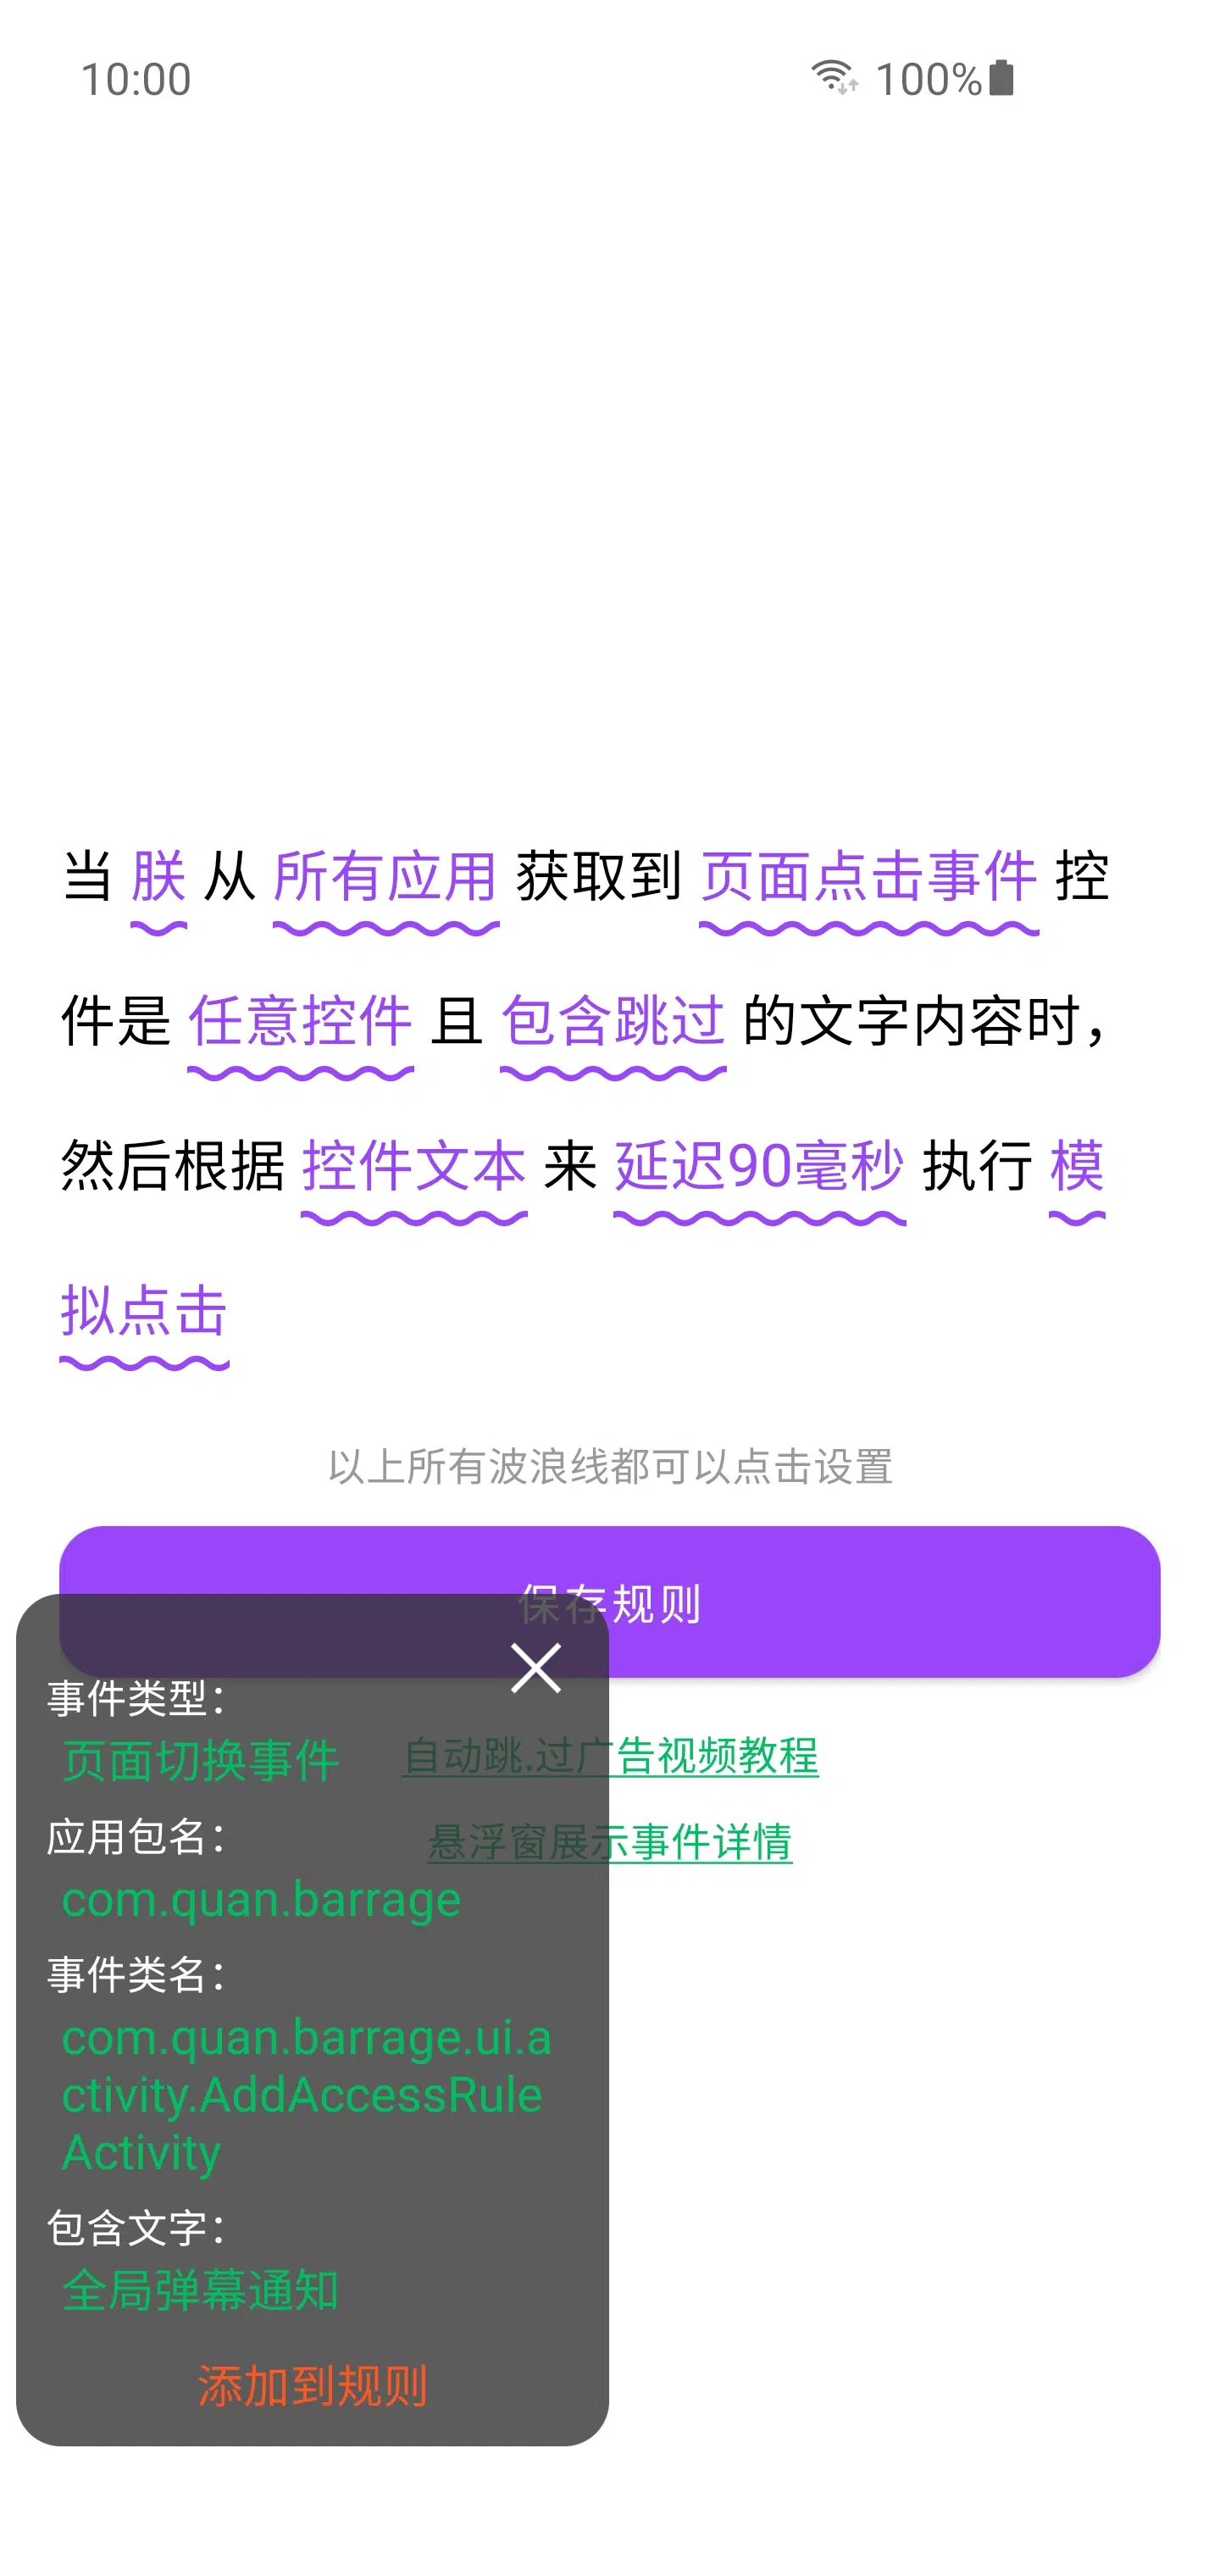 10:00
100%
当 朕 从 所有应用 获取到 页面点击事件 控
件是 任意控件 且 包含跳过 的文字内容时，
然后根据 控件文本 来 延迟90毫秒 执行 模
拟点击
以上所有波浪线都可以点击设置
保存规则
事件类型：
页面切换事件
自动跳.过广告视频教程
应用包名：
悬浮窗展示事件详情
com.quan.barrage
事件类名：
com.quan.barrage.ui.a
ctivity.AddAccessRule
Activity
包含文字：
全局弹幕通知
添加到规则